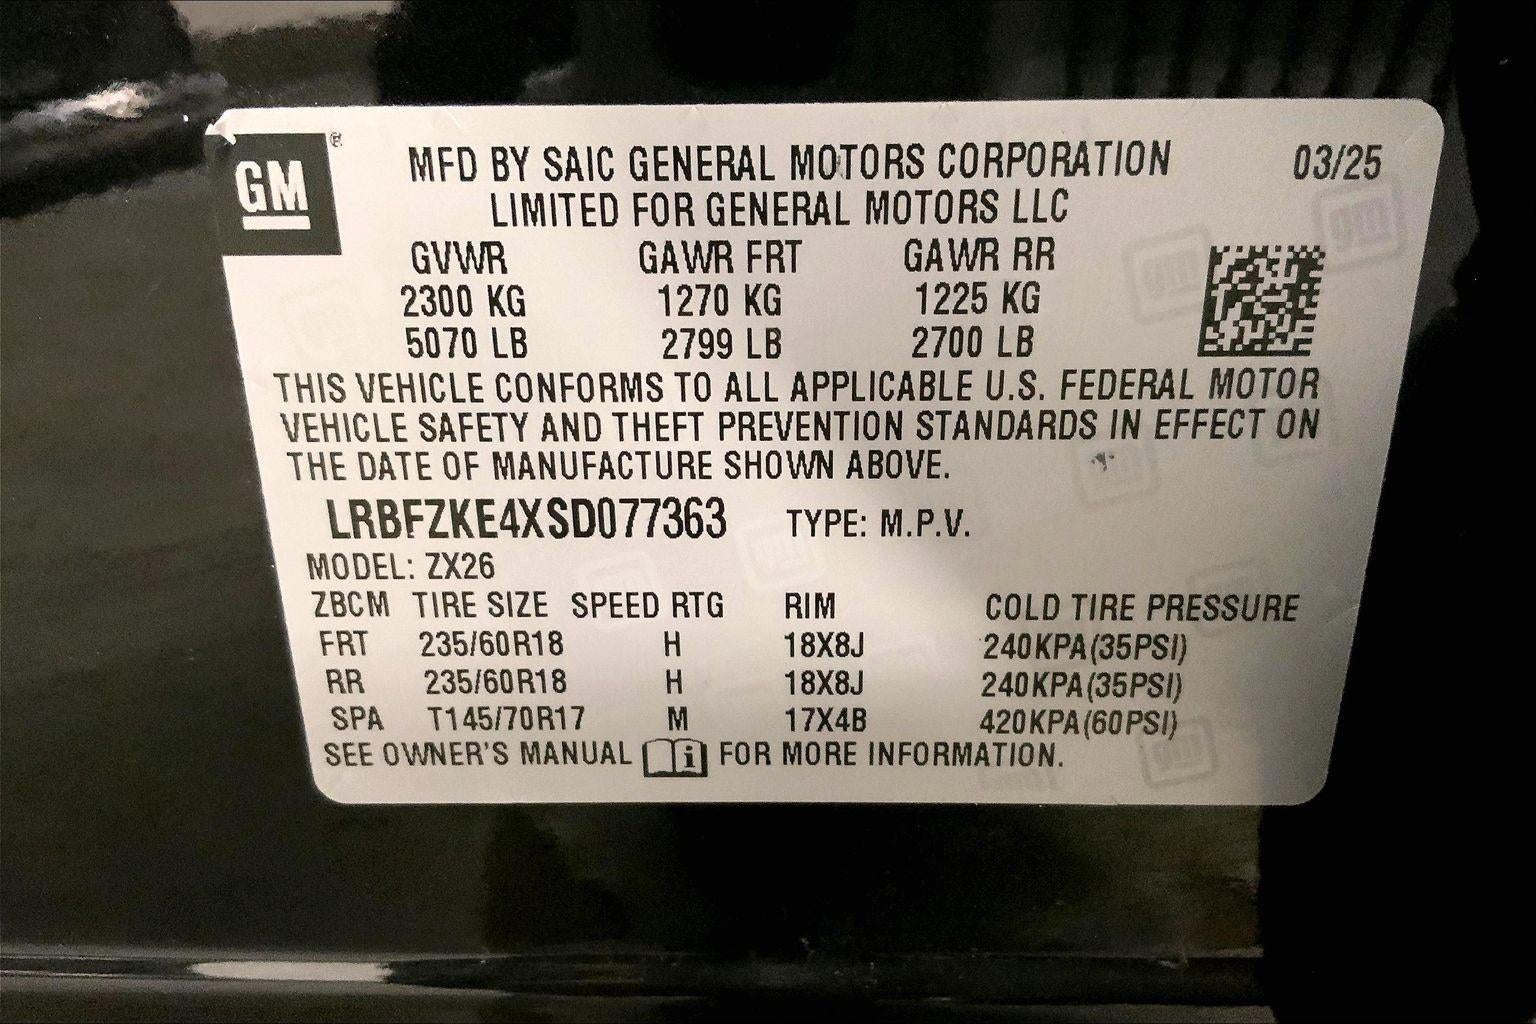 GM ®
MFD BY SAIC GENERAL MOTORS CORPORATION 03/25
LIMITED FOR GENERAL MOTORS LLC
GVWR GAWR FRT GAWR RR
2300 KG 1270 KG 1225 KG
5070 LB 2799 LB 2700 LB
THIS VEHICLE CONFORMS TO ALL APPLICABLE U.S. FEDERAL MOTOR
VEHICLE SAFETY AND THEFT PREVENTION STANDARDS IN EFFECT ON
THE DATE OF MANUFACTURE SHOWN ABOVE.
LRBFZKE4XSD077363 TYPE: M.P.V.
MODEL: ZX26
ZBCM TIRE SIZE SPEED RTG RIM COLD TIRE PRESSURE
FRT 235/60R18 H 18X8J 240KPA(35PSI)
RR 235/60R18 H 18X8J 240KPA(35PSI)
SPA T145/70R17 M 17X4B 420KPA(60PSI)
SEE OWNER'S MANUAL i FOR MORE INFORMATION.